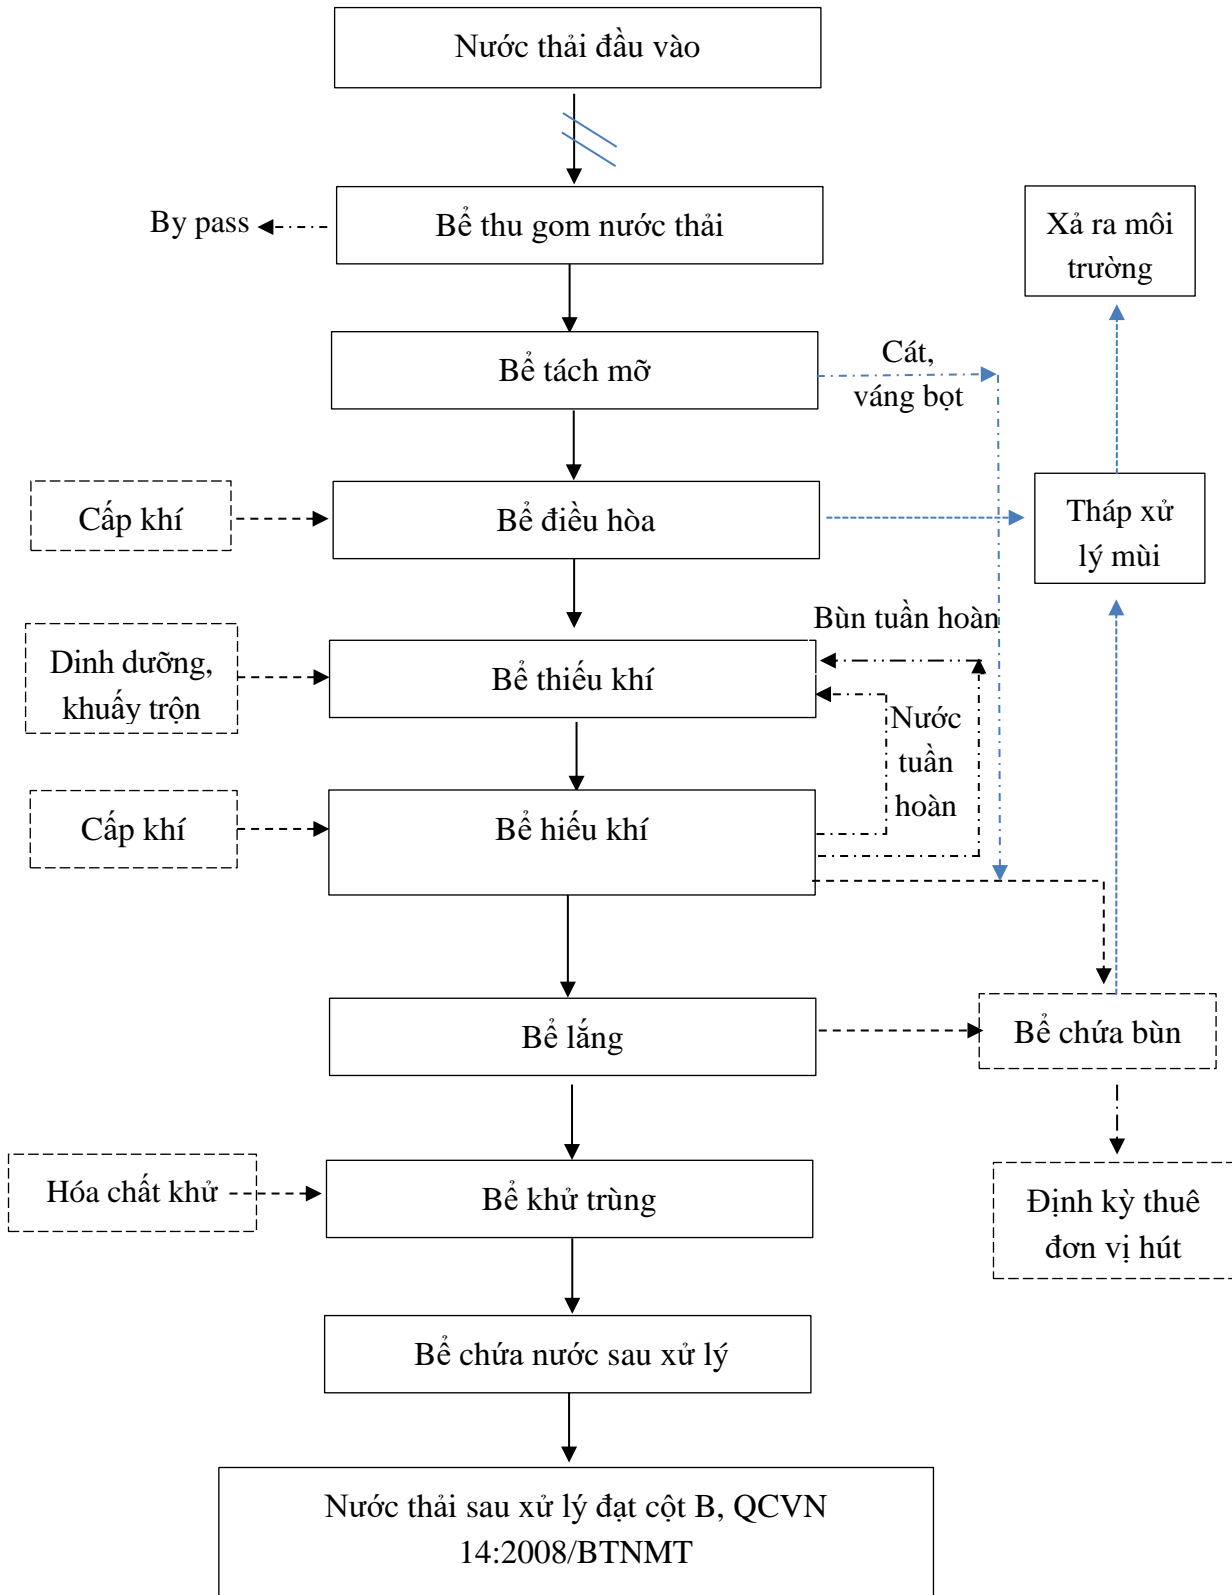 Nước thải đầu vào
By pass
Bể thu gom nước thải
Xả ra môi
trường
Bể tách mỡ
Cát,
váng bọt
Cấp khí
Bể điều hòa
Tháp xử
lý mùi
Bùn tuần hoàn
Dinh dưỡng,
khuấy trộn
Bể thiếu khí
Nước
tuần
hoàn
Cấp khí
Bể hiếu khí
Bể lắng
Bể chứa bùn
Hóa chất khử
Bể khử trùng
Định kỳ thuê
đơn vị hút
Bể chứa nước sau xử lý
Nước thải sau xử lý đạt cột B, QCVN
14:2008/BTNMT